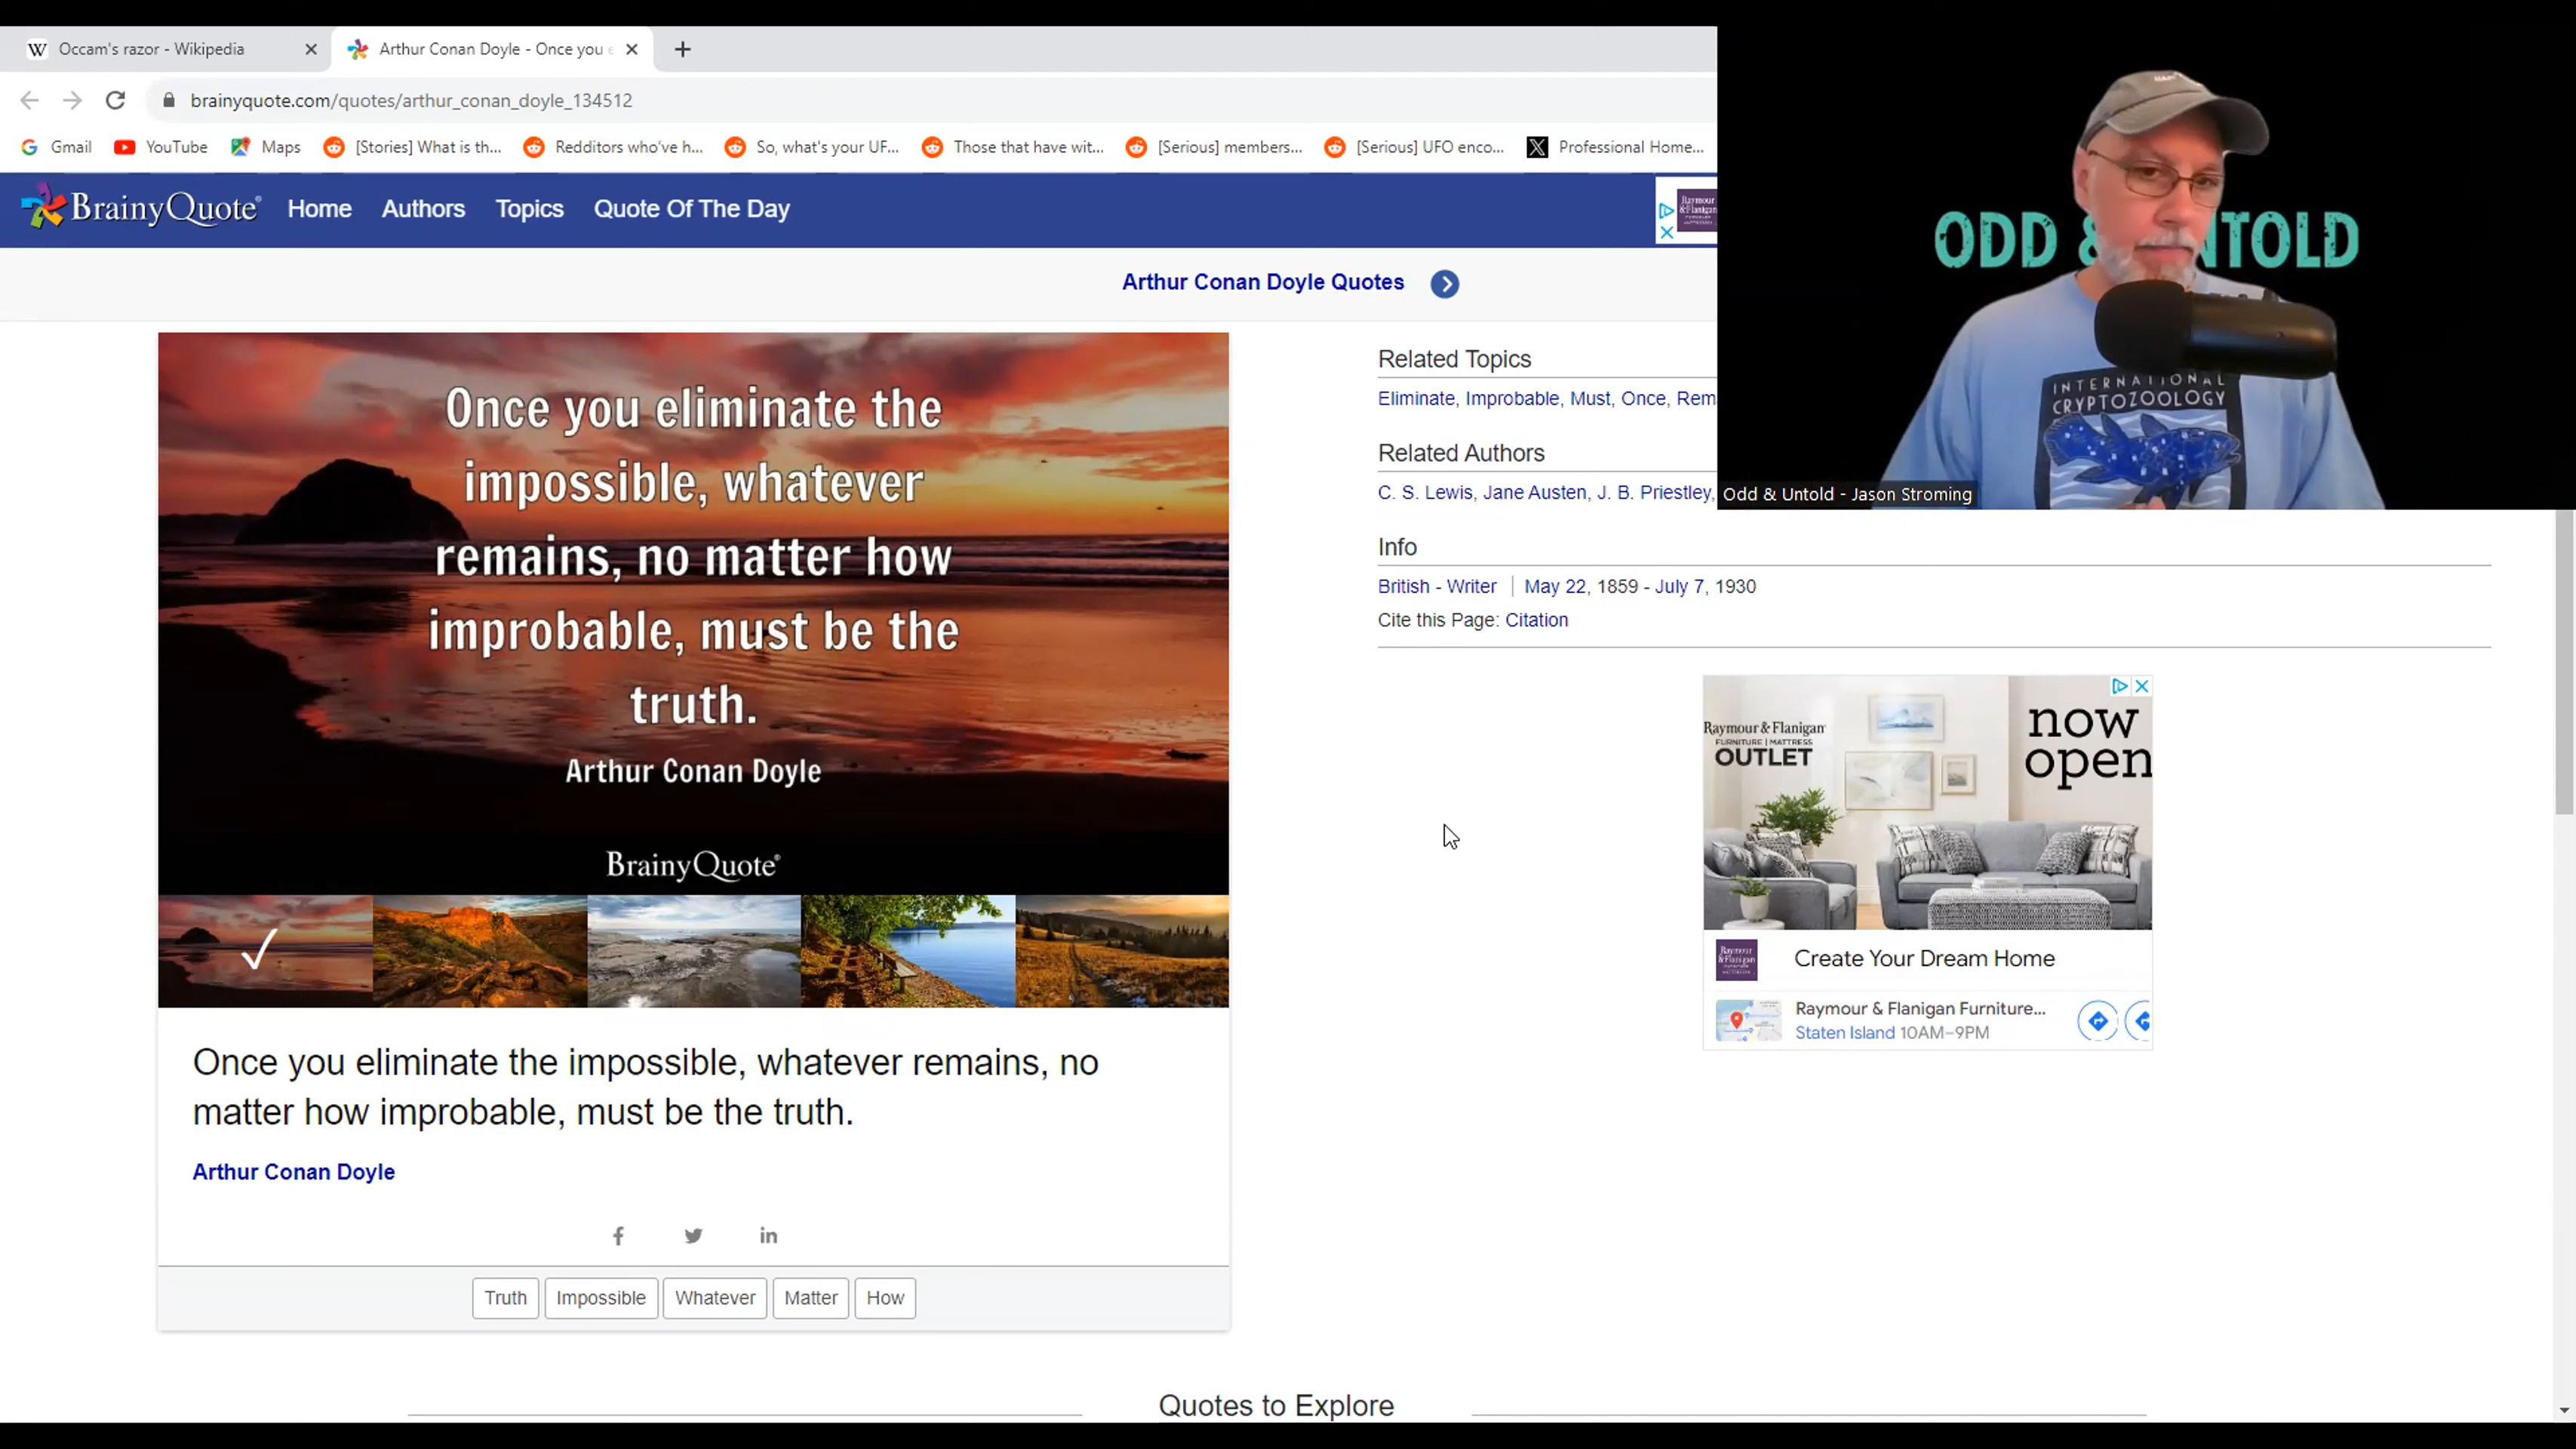 Occam's razor - Wikipedia
Arthur Conan Doyle - Once you
brainyquote.com/quotes/arthur_conan_doyle_134512
Gmail YouTube Maps [Stories] What is th... Redditors who've h... So, what's your UF... Those that have wit... [Serious] members... [Serious] UFO enco... Professional Home...
BrainyQuote Home Authors Topics Quote Of The Day
Raymour & Flanigan
ODD & NTOLD
INTERNATIONAL
CRYPTOZOOLOGY
Odd & Untold - Jason Stroming
Arthur Conan Doyle Quotes
Once you eliminate the
impossible, whatever
remains, no matter how
improbable, must be the
truth.
Arthur Conan Doyle
BrainyQuote
Once you eliminate the impossible, whatever remains, no
matter how improbable, must be the truth.
Arthur Conan Doyle
Truth Impossible Whatever Matter How
Related Topics
Eliminate, Improbable, Must, Once, Rem
Related Authors
C. S. Lewis, Jane Austen, J. B. Priestley,
Info
British - Writer | May 22, 1859 - July 7, 1930
Cite this Page: Citation
Raymour & Flanigan
FURNITURE | MATTRESS
OUTLET
now
open
Raymour & Flanigan
Create Your Dream Home
Raymour & Flanigan Furniture...
Staten Island 10AM–9PM
Quotes to Explore